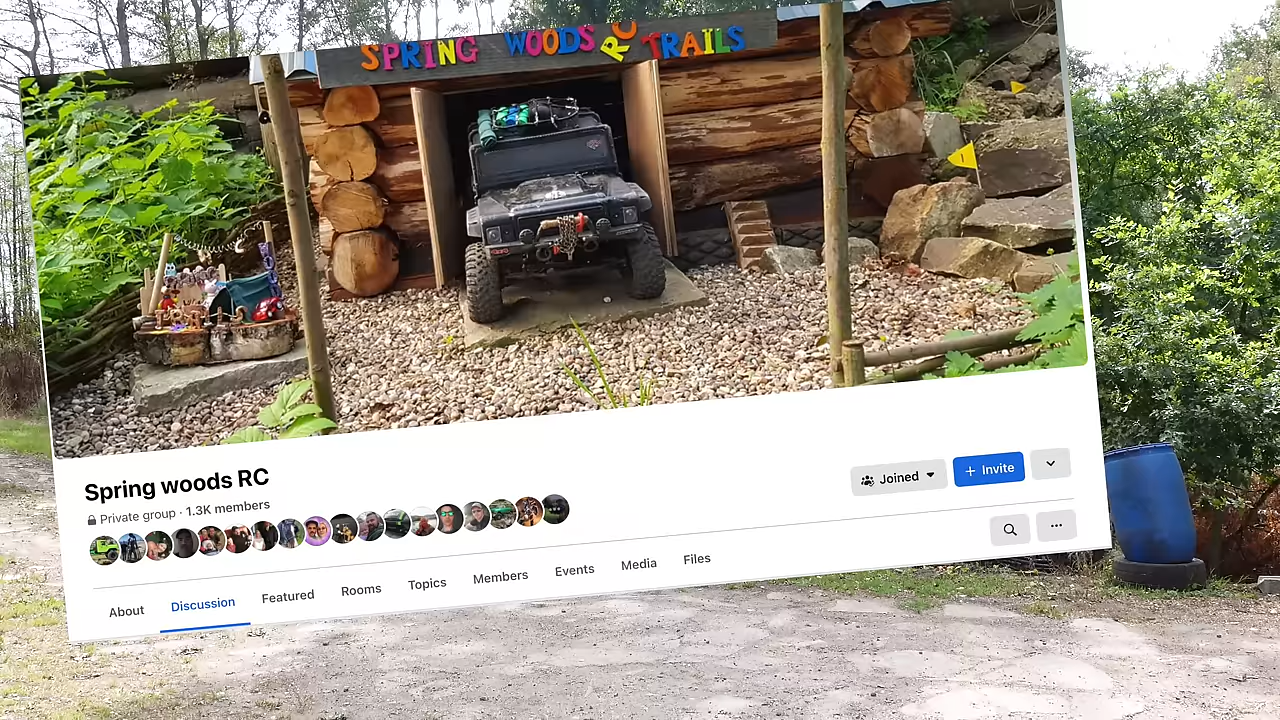 SPRING WOODS RC TRAILS
Spring woods RC
Private group · 1.3K members
Joined
+ Invite
About Discussion Featured Rooms Topics Members Events Media Files